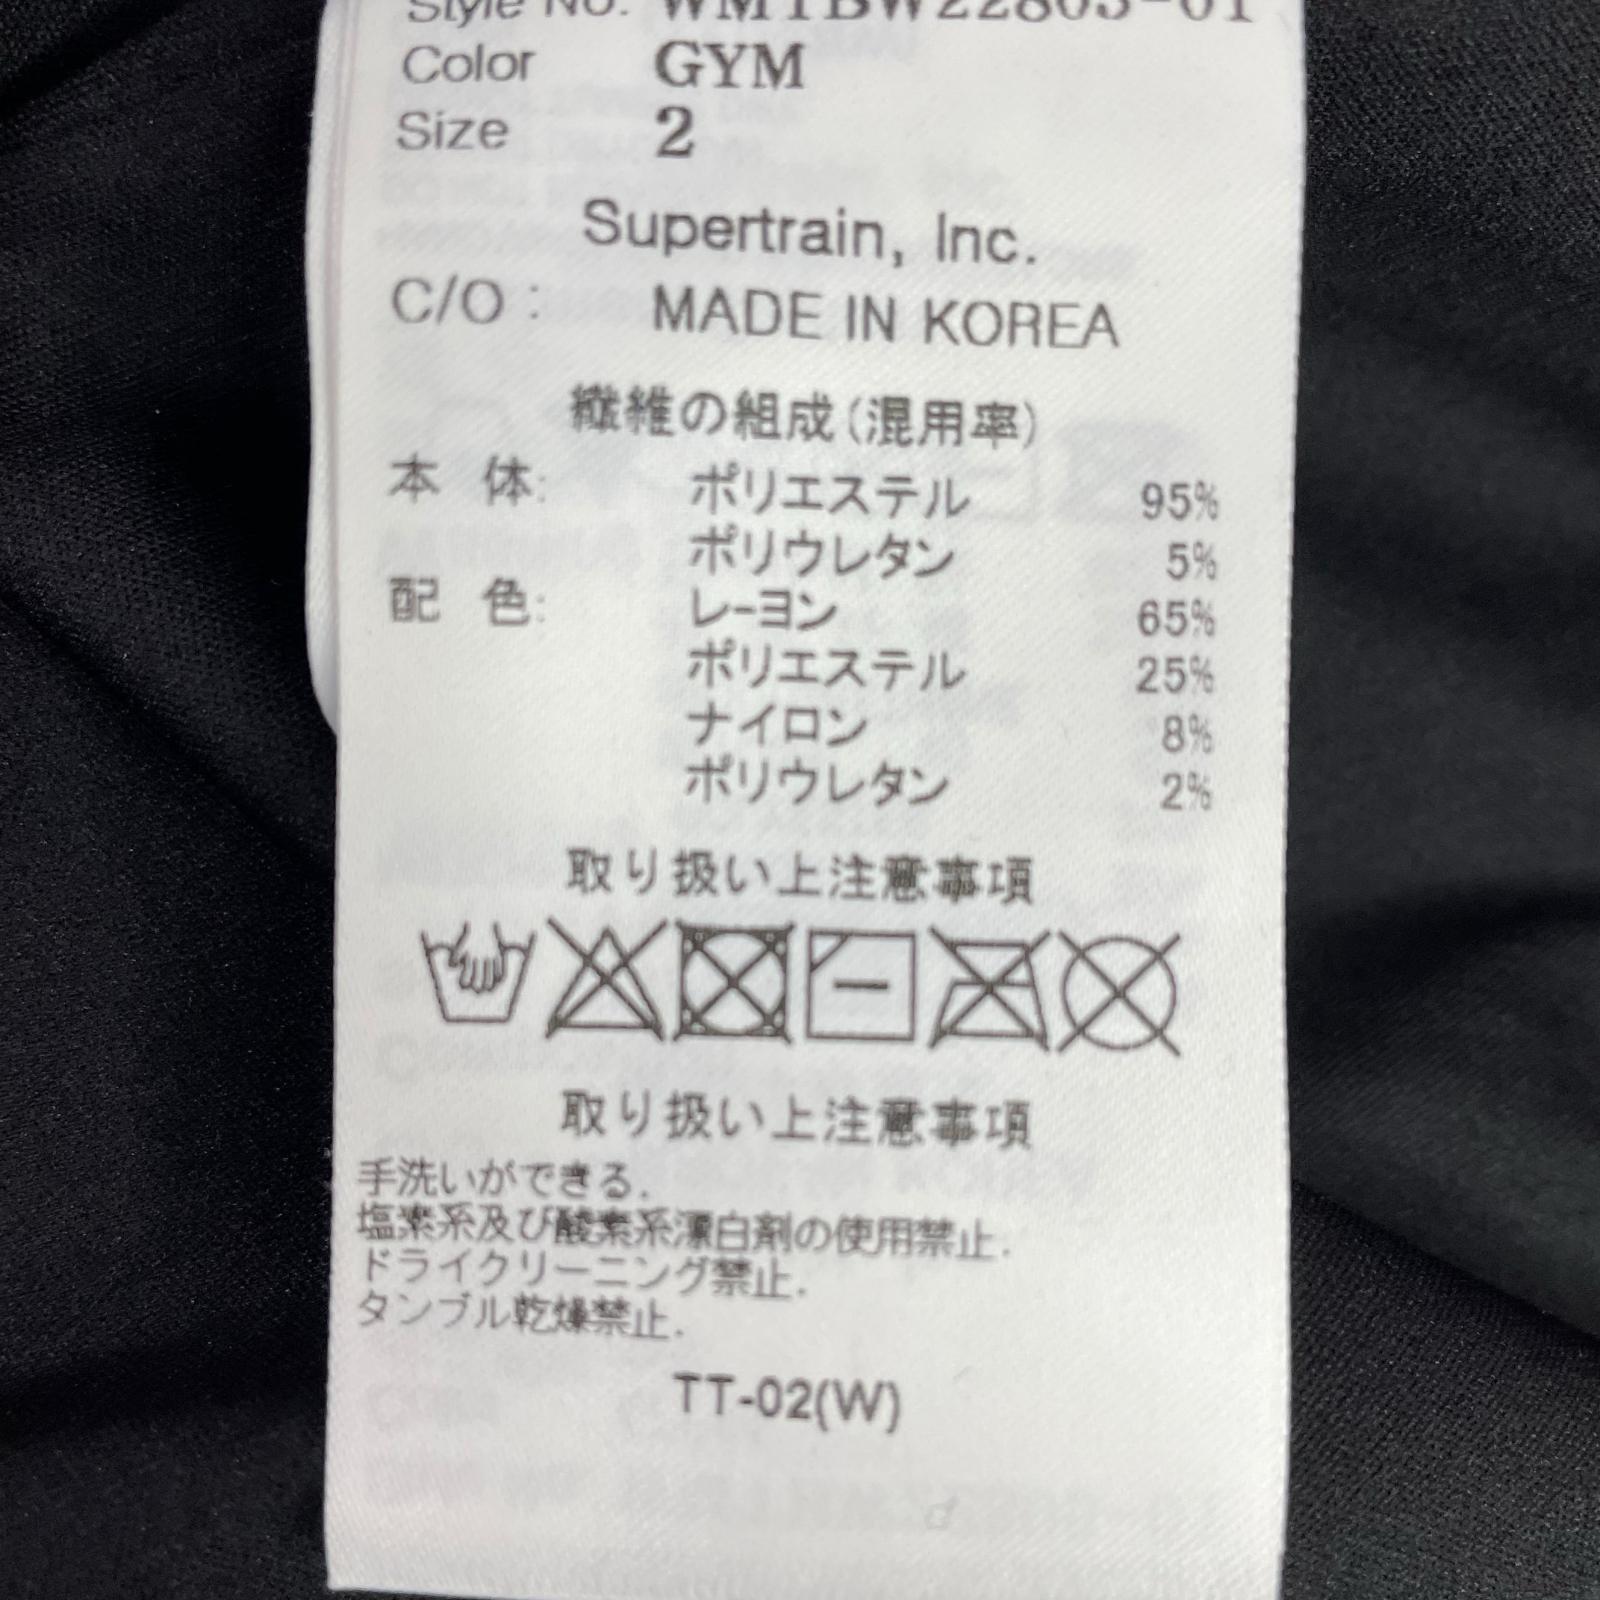 Style No. WMTBW22803-01
Color GYM
Size 2
Supertrain, Inc.
C/O : MADE IN KOREA
繊維の組成(混用率)
本 体: ポリエステル 95%
ポリウレタン 5%
配 色: レーヨン 65%
ポリエステル 25%
ナイロン 8%
ポリウレタン 2%
取り扱い上注意事項
取り扱い上注意事項
手洗いができる.
塩素系及び酸素系漂白剤の使用禁止.
ドライクリーニング禁止.
タンブル乾燥禁止.
TT-02(W)